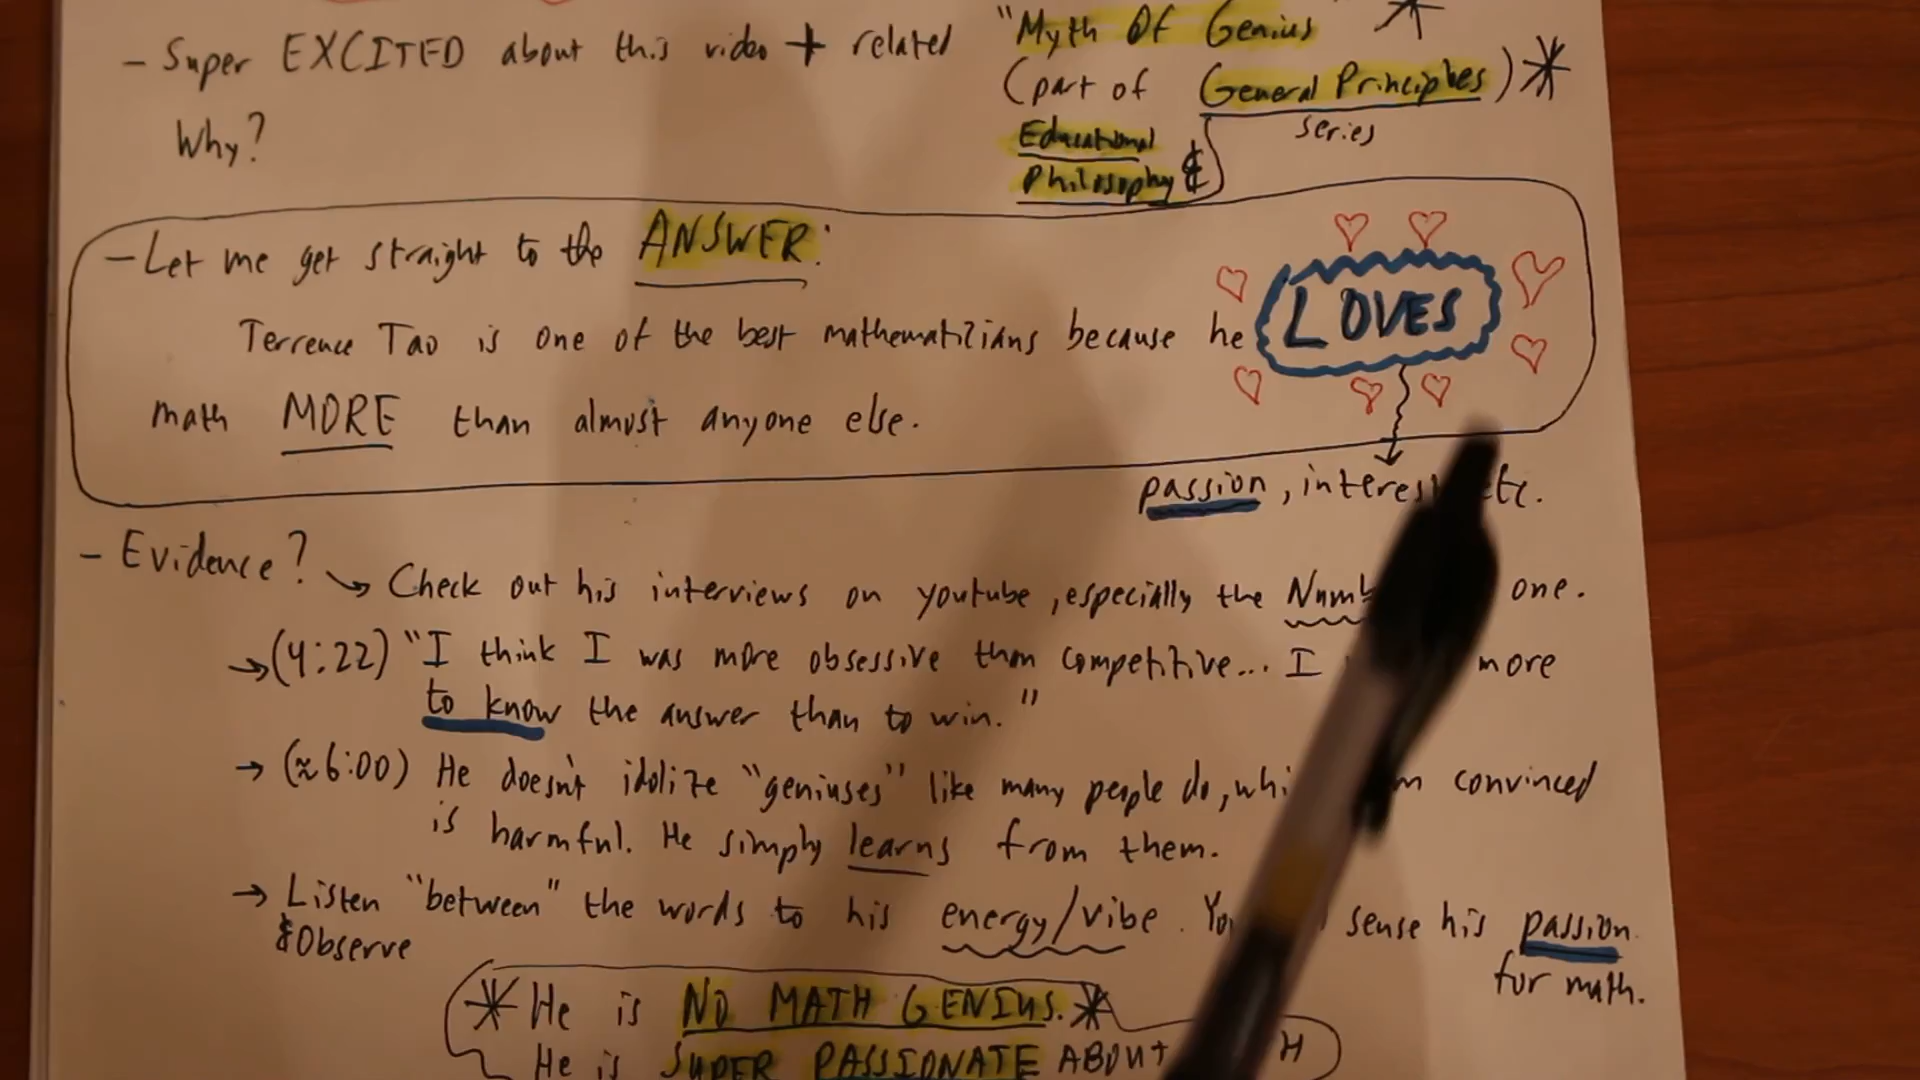 - Super EXCITED about this video + related "Myth Of Genius" *
Why?
(part of General Principles) *
Educational series
Philosophy &
- Let me get straight to the ANSWER:
Terrence Tao is one of the best mathematicians because he LOVES
math MORE than almost anyone else.
passion, interes etc.
- Evidence? → Check out his interviews on youtube, especially the Numb one.
→ (4:22) "I think I was more obsessive than competitive... I more
to know the answer than to win."
→ (≈6:00) He doesn't idolize "geniuses" like many people do, convinced
is harmful. He simply learns from them.
→ Listen "between" the words to his energy/vibe. sense his passion
& Observe
for math.
* He is NO MATH GENIUS. *
He is SUPER PASSIONATE ABOUT H